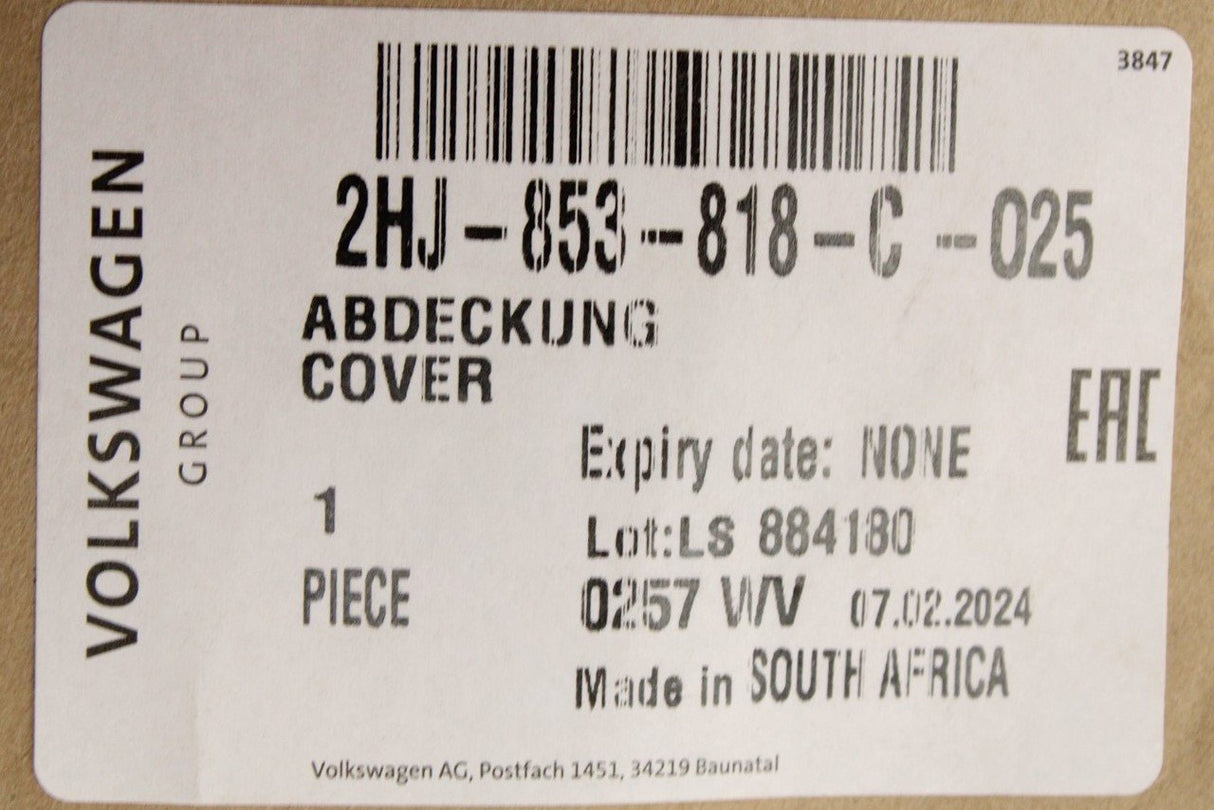 3847
VOLKSWAGEN
GROUP
2HJ-853-818-C -025
ABDECKUNG
COVER
EAC
Expiry date: NONE
1
Lot:LS 884180
PIECE
0257 WV 07.02.2024
Made in SOUTH AFRICA
Volkswagen AG, Postfach 1451, 34219 Baunatal